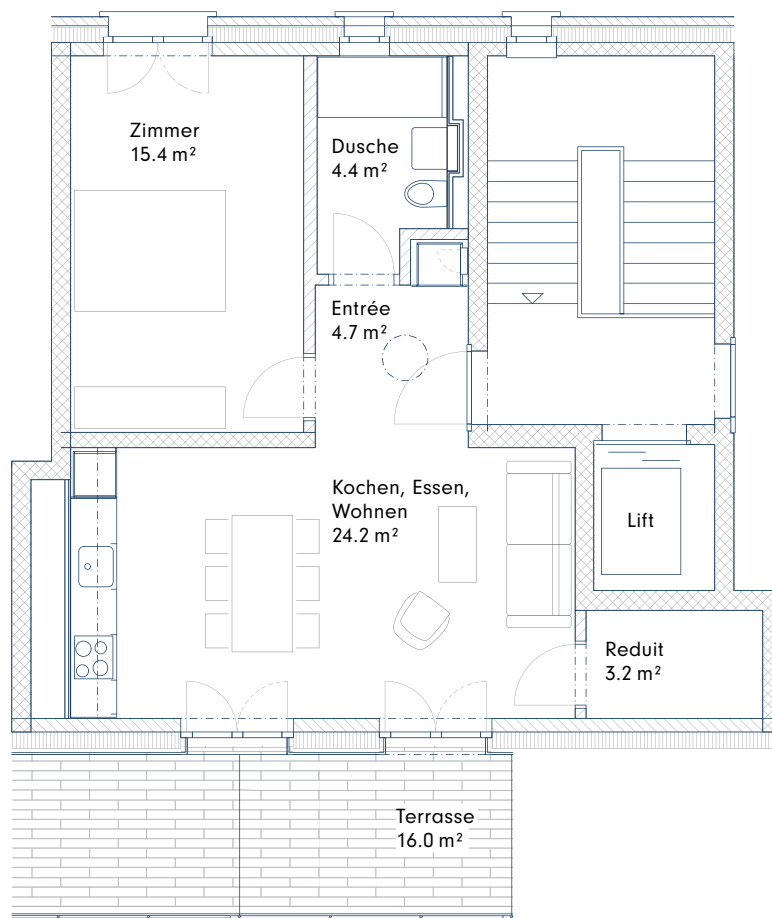 Zimmer
15.4 m²
Dusche
4.4 m²
Entrée
4.7 m²
Kochen, Essen,
Wohnen
24.2 m²
Lift
Reduit
3.2 m²
Terrasse
16.0 m²